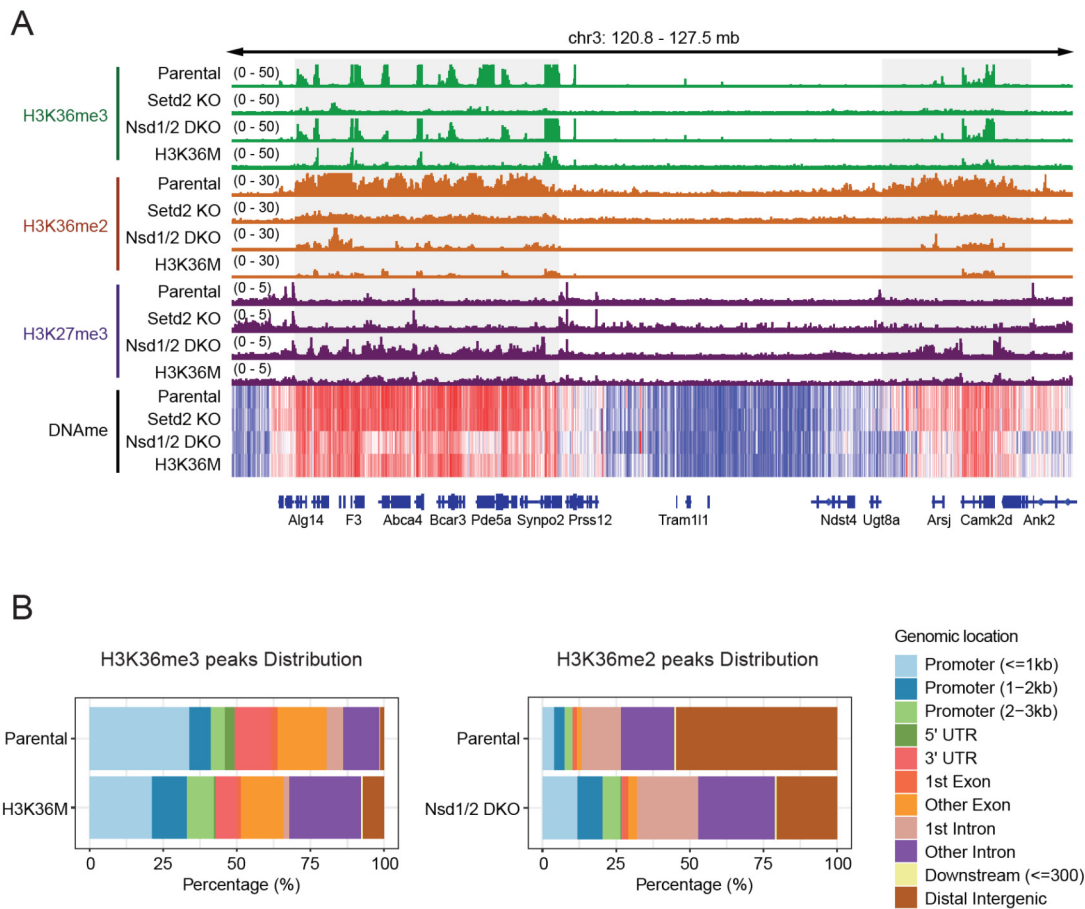 A
chr3: 120.8 - 127.5 mb
H3K36me3
Parental (0 - 50)
Setd2 KO (0 - 50)
Nsd1/2 DKO (0 - 50)
H3K36M (0 - 50)
H3K36me2
Parental (0 - 30)
Setd2 KO (0 - 30)
Nsd1/2 DKO (0 - 30)
H3K36M (0 - 30)
H3K27me3
Parental (0 - 5)
Setd2 KO (0 - 5)
Nsd1/2 DKO (0 - 5)
H3K36M (0 - 5)
DNAme
Parental
Setd2 KO
Nsd1/2 DKO
H3K36M
Alg14 F3 Abca4 Bcar3 Pde5a Synpo2 Prss12 Tram1l1 Ndst4 Ugt8a Arsj Camk2d Ank2
B
H3K36me3 peaks Distribution
Parental
H3K36M
0 25 50 75 100
Percentage (%)
H3K36me2 peaks Distribution
Parental
Nsd1/2 DKO
0 25 50 75 100
Percentage (%)
Genomic location
Promoter (<=1kb)
Promoter (1−2kb)
Promoter (2−3kb)
5' UTR
3' UTR
1st Exon
Other Exon
1st Intron
Other Intron
Downstream (<=300)
Distal Intergenic